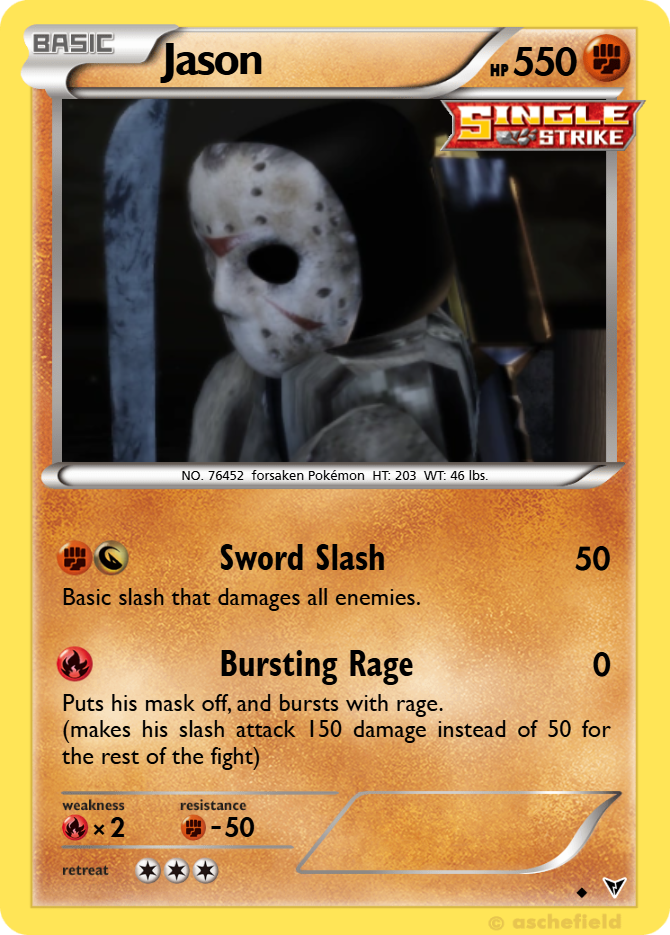 BASIC
Jason
HP 550
SINGLE
STRIKE
NO. 76452 forsaken Pokémon HT: 203 WT: 46 lbs.
Sword Slash 50
Basic slash that damages all enemies.
Bursting Rage 0
Puts his mask off, and bursts with rage.
(makes his slash attack 150 damage instead of 50 for
the rest of the fight)
weakness resistance
× 2 -50
retreat
© aschefield